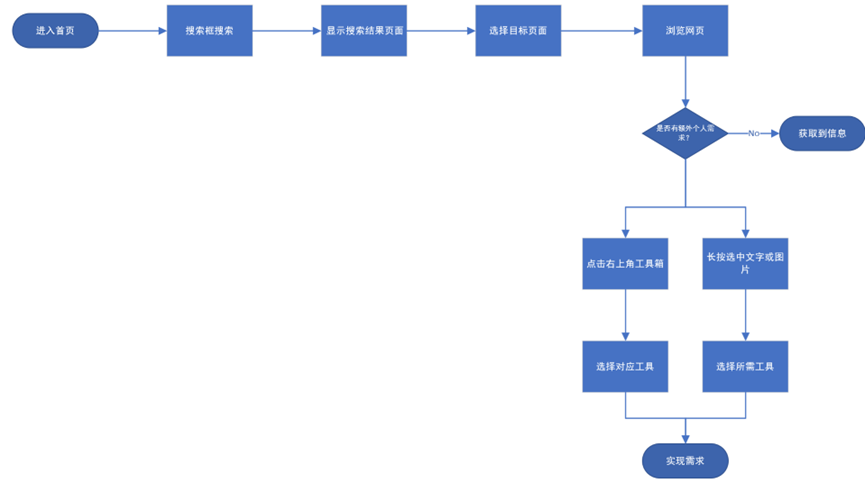 进入首页
搜索框搜索
显示搜索结果页面
选择目标页面
浏览网页
是否有额外个人需
求？
No
获取到信息
点击右上角工具箱
长按选中文字或图
片
选择对应工具
选择所需工具
实现需求